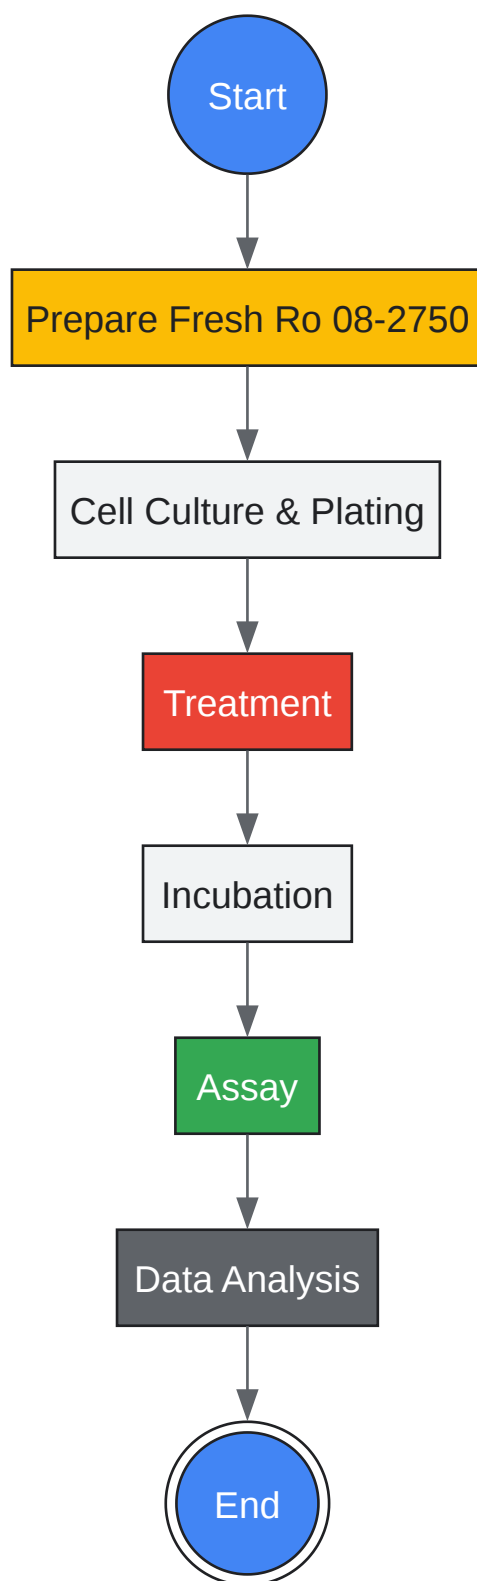 Start
Prepare Fresh Ro 08-2750
Cell Culture & Plating
Treatment
Incubation
Assay
Data Analysis
End